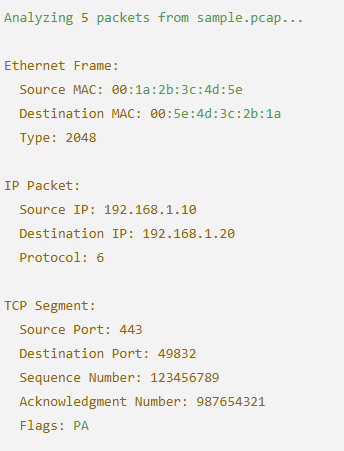 Analyzing 5 packets from sample.pcap...
Ethernet Frame:
Source MAC: 00:1a:2b:3c:4d:5e
Destination MAC: 00:5e:4d:3c:2b:1a
Type: 2048
IP Packet:
Source IP: 192.168.1.10
Destination IP: 192.168.1.20
Protocol: 6
TCP Segment:
Source Port: 443
Destination Port: 49832
Sequence Number: 123456789
Acknowledgment Number: 987654321
Flags: PA